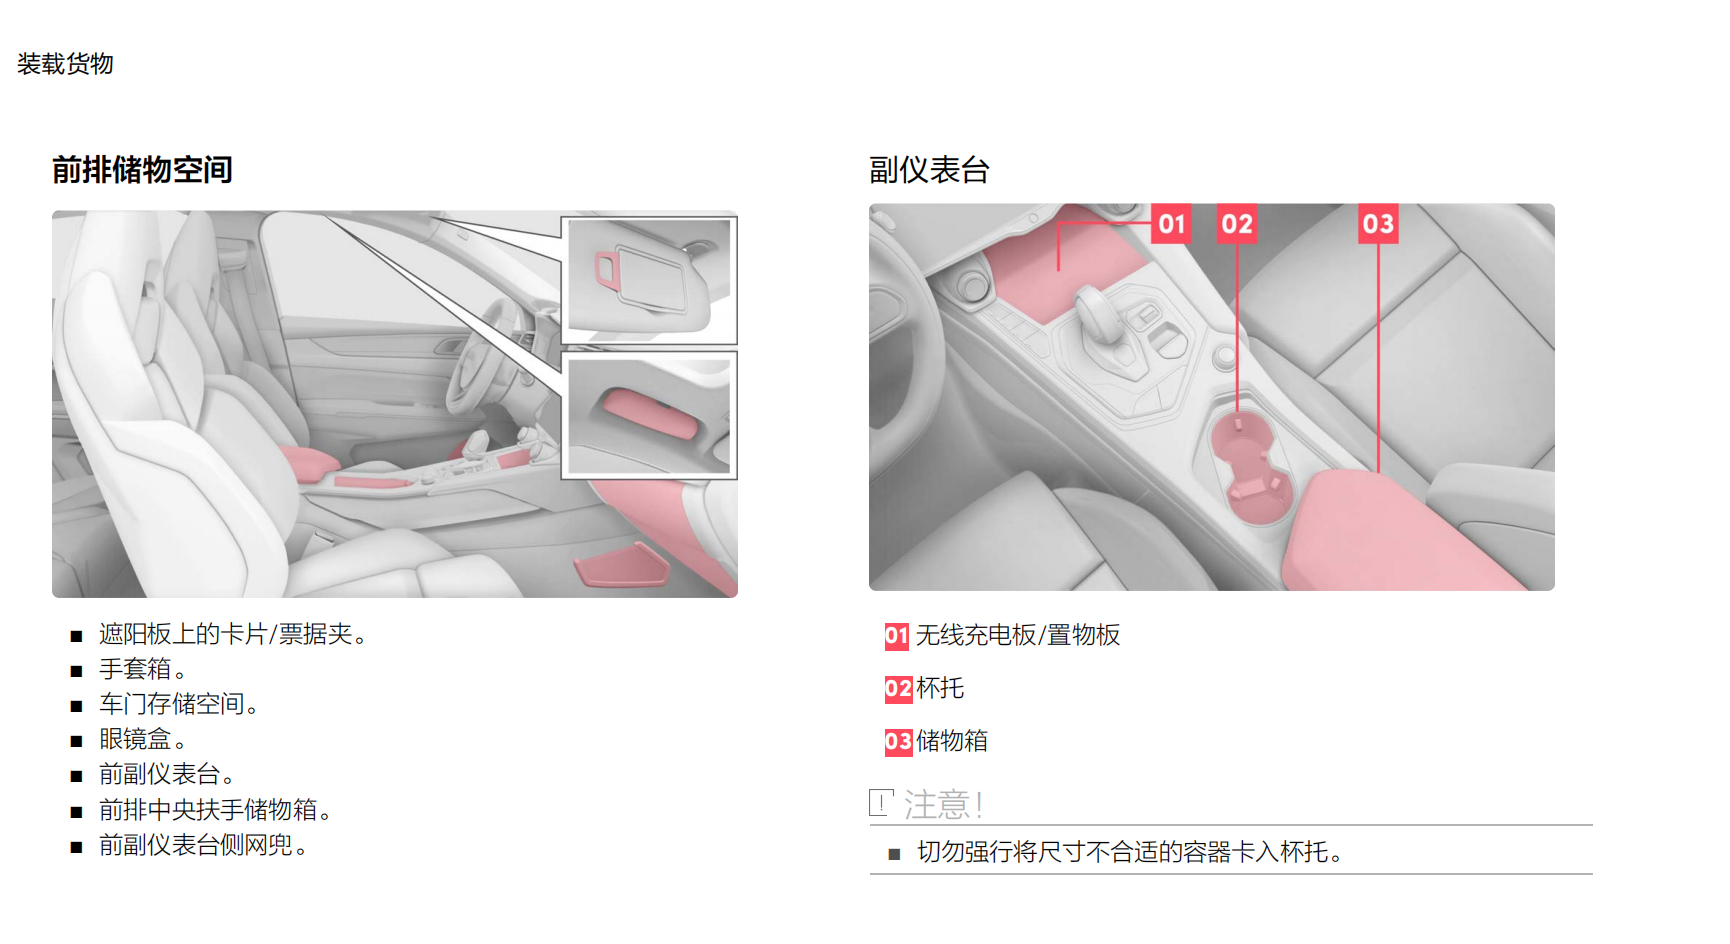 装载货物
前排储物空间
■ 遮阳板上的卡片/票据夹。
■ 手套箱。
■ 车门存储空间。
■ 眼镜盒。
■ 前副仪表台。
■ 前排中央扶手储物箱。
■ 前副仪表台侧网兜。
副仪表台
01 02 03
01 无线充电板/置物板
02 杯托
03 储物箱
! 注意！
■ 切勿强行将尺寸不合适的容器卡入杯托。